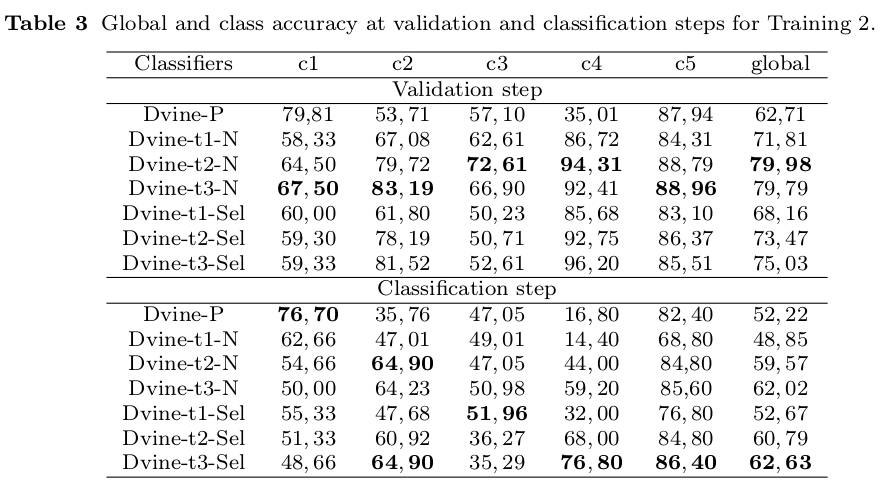 Table 3 Global and class accuracy at validation and classification steps for Training 2.
Classifiers c1 c2 c3 c4 c5 global
Validation step
Dvine-P 79,81 53,71 57,10 35,01 87,94 62,71
Dvine-t1-N 58,33 67,08 62,61 86,72 84,31 71,81
Dvine-t2-N 64,50 79,72 72,61 94,31 88,79 79,98
Dvine-t3-N 67,50 83,19 66,90 92,41 88,96 79,79
Dvine-t1-Sel 60,00 61,80 50,23 85,68 83,10 68,16
Dvine-t2-Sel 59,30 78,19 50,71 92,75 86,37 73,47
Dvine-t3-Sel 59,33 81,52 52,61 96,20 85,51 75,03
Classification step
Dvine-P 76,70 35,76 47,05 16,80 82,40 52,22
Dvine-t1-N 62,66 47,01 49,01 14,40 68,80 48,85
Dvine-t2-N 54,66 64,90 47,05 44,00 84,80 59,57
Dvine-t3-N 50,00 64,23 50,98 59,20 85,60 62,02
Dvine-t1-Sel 55,33 47,68 51,96 32,00 76,80 52,67
Dvine-t2-Sel 51,33 60,92 36,27 68,00 84,80 60,79
Dvine-t3-Sel 48,66 64,90 35,29 76,80 86,40 62,63